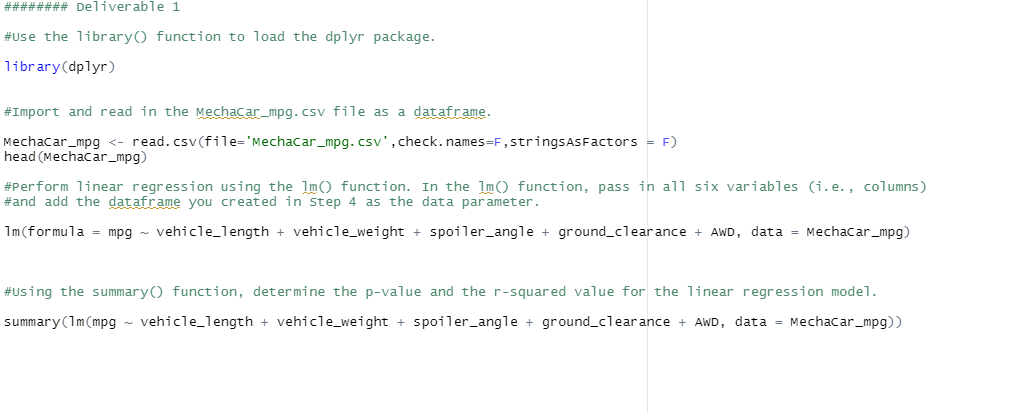 ######## Deliverable 1
#Use the library() function to load the dplyr package.
library(dplyr)
#Import and read in the MechaCar_mpg.csv file as a dataframe.
MechaCar_mpg <- read.csv(file='MechaCar_mpg.csv',check.names=F,stringsAsFactors = F)
head(MechaCar_mpg)
#Perform linear regression using the lm() function. In the lm() function, pass in all six variables (i.e., columns)
#and add the dataframe you created in Step 4 as the data parameter.
lm(formula = mpg ~ vehicle_length + vehicle_weight + spoiler_angle + ground_clearance + AWD, data = MechaCar_mpg)
#Using the summary() function, determine the p-value and the r-squared value for the linear regression model.
summary(lm(mpg ~ vehicle_length + vehicle_weight + spoiler_angle + ground_clearance + AWD, data = MechaCar_mpg))